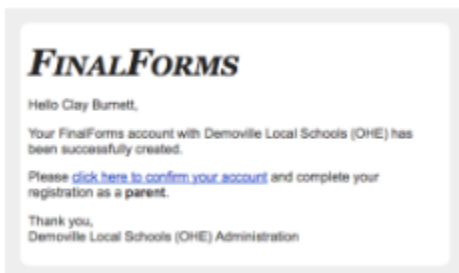 FINALFORMS
Hello Clay Burnett,
Your FinalForms account with Demoville Local Schools (OHE) has
been successfully created.
Please click here to confirm your account and complete your
registration as a parent.
Thank you,
Demoville Local Schools (OHE) Administration